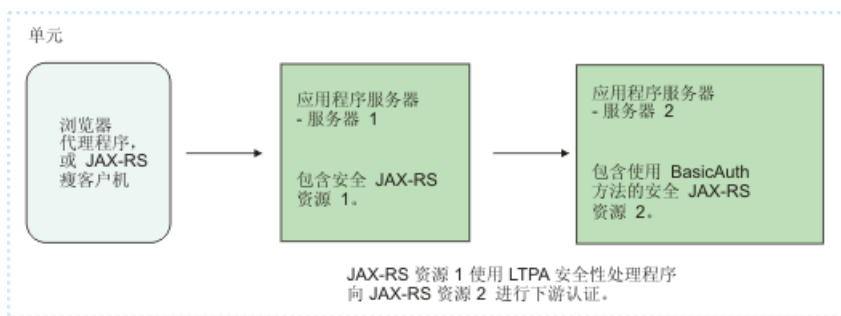 单元
浏览器
代理程序,
或 JAX-RS
瘦客户机
应用程序服务器
- 服务器 1
包含安全 JAX-RS
资源 1。
应用程序服务器
- 服务器 2
包含使用 BasicAuth
方法的安全 JAX-RS
资源 2。
JAX-RS 资源 1 使用 LTPA 安全性处理程序
向 JAX-RS 资源 2 进行下游认证。